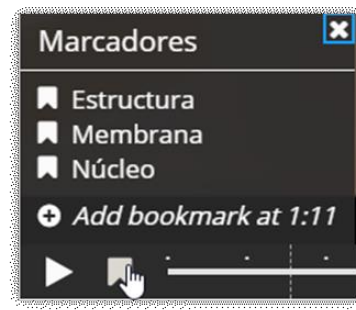 Marcadores
Estructura
Membrana
Núcleo
Add bookmark at 1:11